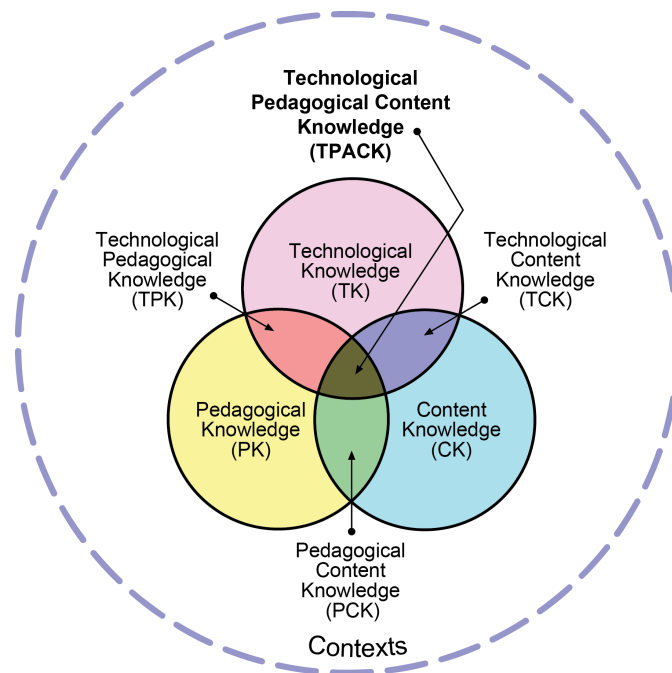 Technological
Pedagogical Content
Knowledge
(TPACK)
Technological
Pedagogical
Knowledge
(TPK)
Technological
Knowledge
(TK)
Technological
Content
Knowledge
(TCK)
Pedagogical
Knowledge
(PK)
Content
Knowledge
(CK)
Pedagogical
Content
Knowledge
(PCK)
Contexts